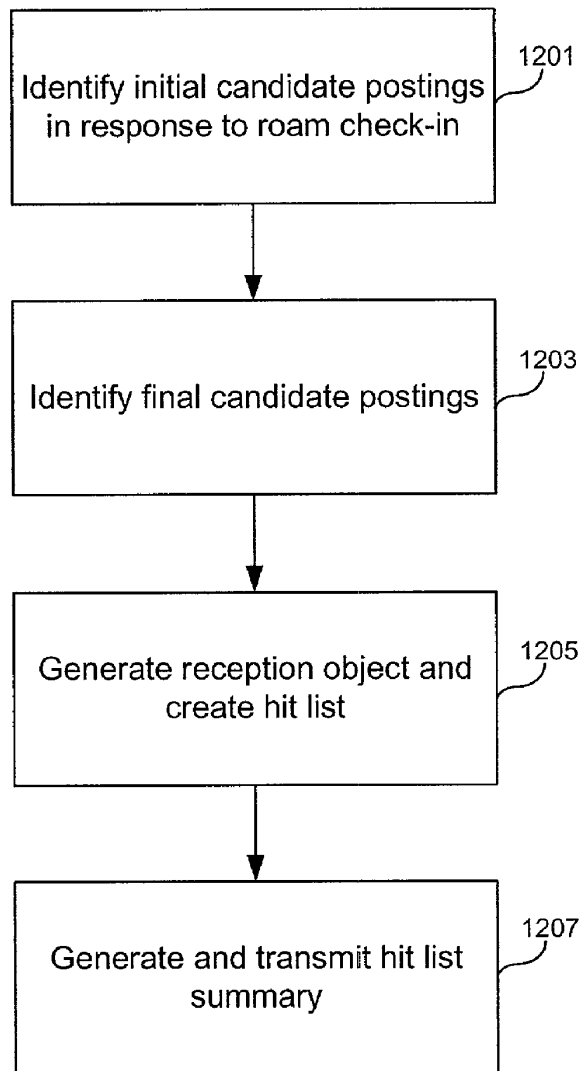 1201
Identify initial candidate postings
in response to roam check-in
1203
Identify final candidate postings
1205
Generate reception object and
create hit list
1207
Generate and transmit hit list
summary